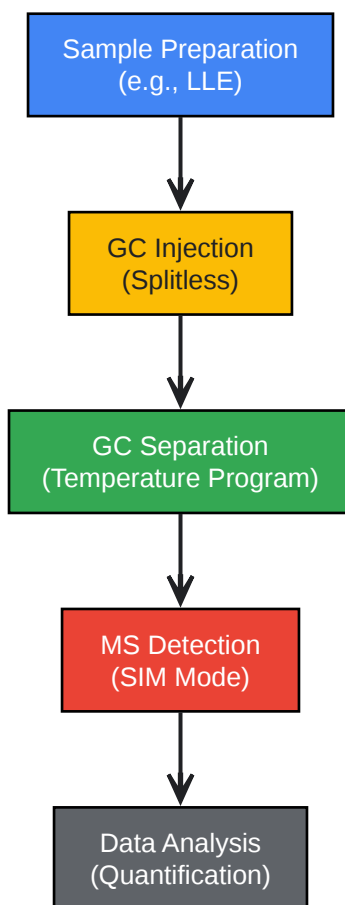 Sample Preparation
(e.g., LLE)
GC Injection
(Splitless)
GC Separation
(Temperature Program)
MS Detection
(SIM Mode)
Data Analysis
(Quantification)